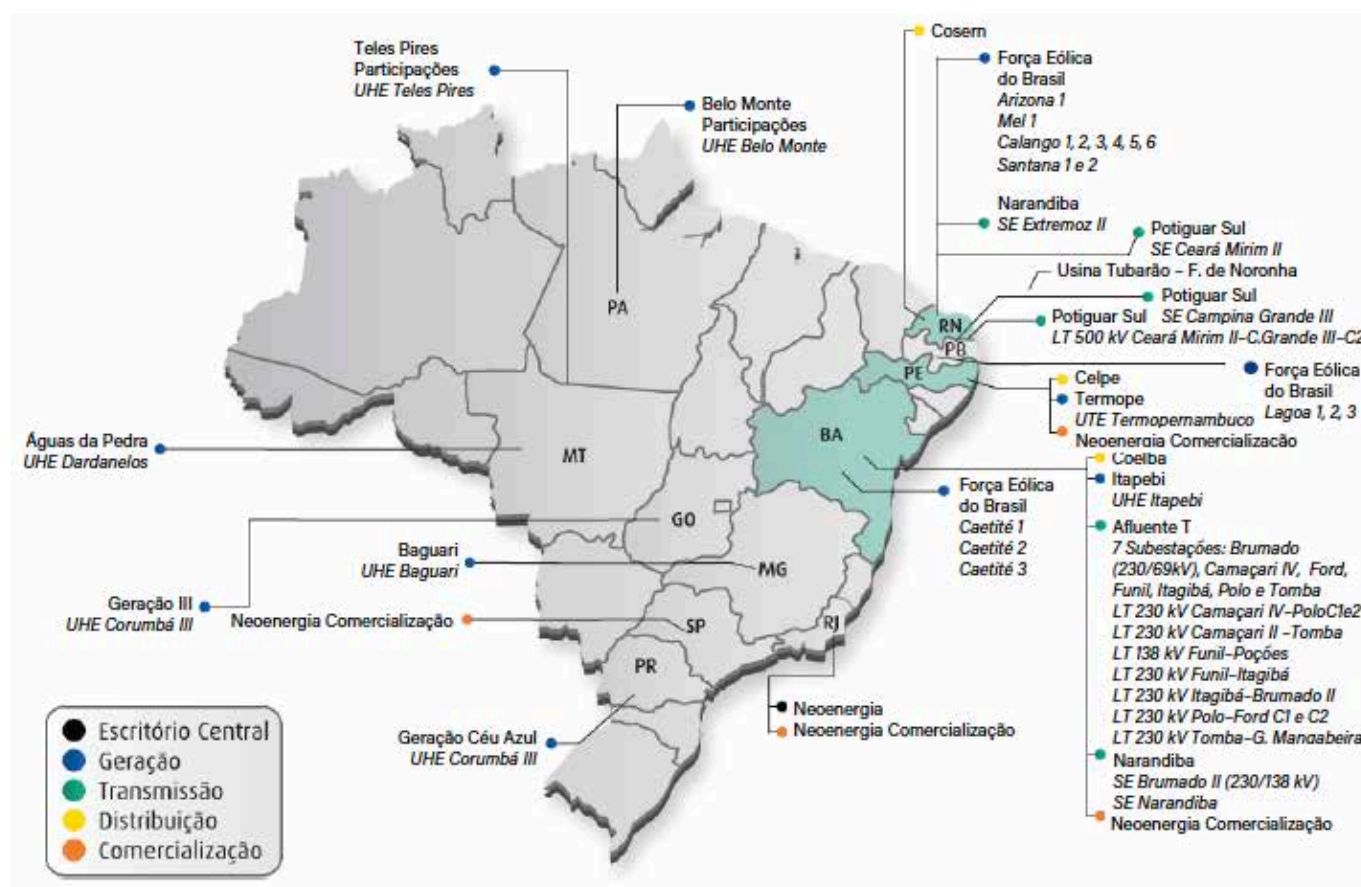 Teles Pires
Participações
UHE Teles Pires
Belo Monte
Participações
UHE Belo Monte
Cosern
Força Eólica
do Brasil
Arizona 1
Mel 1
Calango 1, 2, 3, 4, 5, 6
Santana 1 e 2
Narandiba
SE Extremoz II
Potiguar Sul
SE Ceará Mirim II
Usina Tubarão – F. de Noronha
Potiguar Sul
SE Campina Grande III
Potiguar Sul
LT 500 kV Ceará Mirim II–C.Grande III–C2
Força Eólica
do Brasil
Lagoa 1, 2, 3
Celpe
Termope
UTE Termopernambuco
Neoenergia Comercialização
Coelba
Itapebi
UHE Itapebi
Afluente T
7 Subestações: Brumado
(230/69kV), Camaçari IV, Ford,
Funil, Itagibá, Polo e Tomba
LT 230 kV Camaçari IV–PoloC1e2
LT 230 kV Camaçari II –Tomba
LT 138 kV Funil–Poções
LT 230 kV Funil–Itagibá
LT 230 kV Itagibá–Brumado II
LT 230 kV Polo–Ford C1 e C2
LT 230 kV Tomba–G. Mangabeira
Narandiba
SE Brumado II (230/138 kV)
SE Narandiba
Neoenergia Comercialização
Força Eólica
do Brasil
Caetité 1
Caetité 2
Caetité 3
PA
RN
PB
PE
BA
MT
GO
MG
SP
RJ
PR
Águas da Pedra
UHE Dardanelos
Baguari
UHE Baguari
Geração III
UHE Corumbá III
Neoenergia Comercialização
Geração Céu Azul
UHE Corumbá III
Neoenergia
Neoenergia Comercialização
Escritório Central
Geração
Transmissão
Distribuição
Comercialização